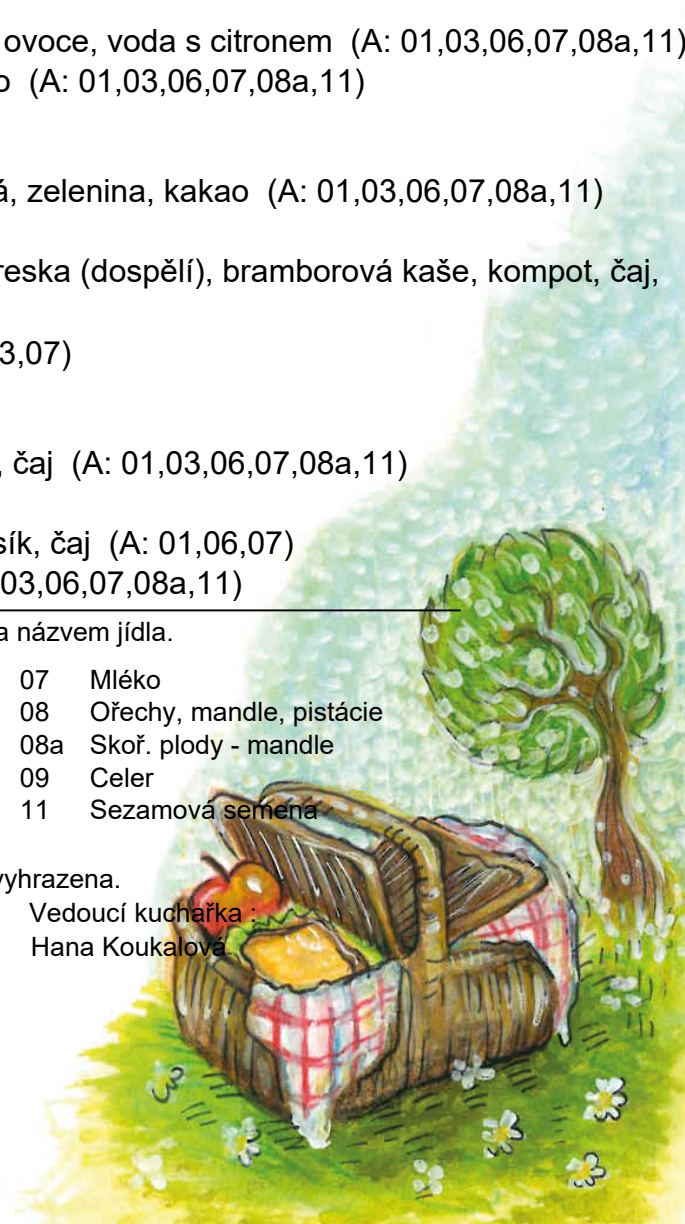 ovoce, voda s citronem (A: 01,03,06,07,08a,11)
o (A: 01,03,06,07,08a,11)
á, zelenina, kakao (A: 01,03,06,07,08a,11)
reska (dospělí), bramborová kaše, kompot, čaj,
3,07)
, čaj (A: 01,03,06,07,08a,11)
sík, čaj (A: 01,06,07)
03,06,07,08a,11)
a názvem jídla.
07 Mléko
08 Ořechy, mandle, pistácie
08a Skoř. plody - mandle
09 Celer
11 Sezamová semena
vyhrazena.
Vedoucí kuchařka :
Hana Koukalová